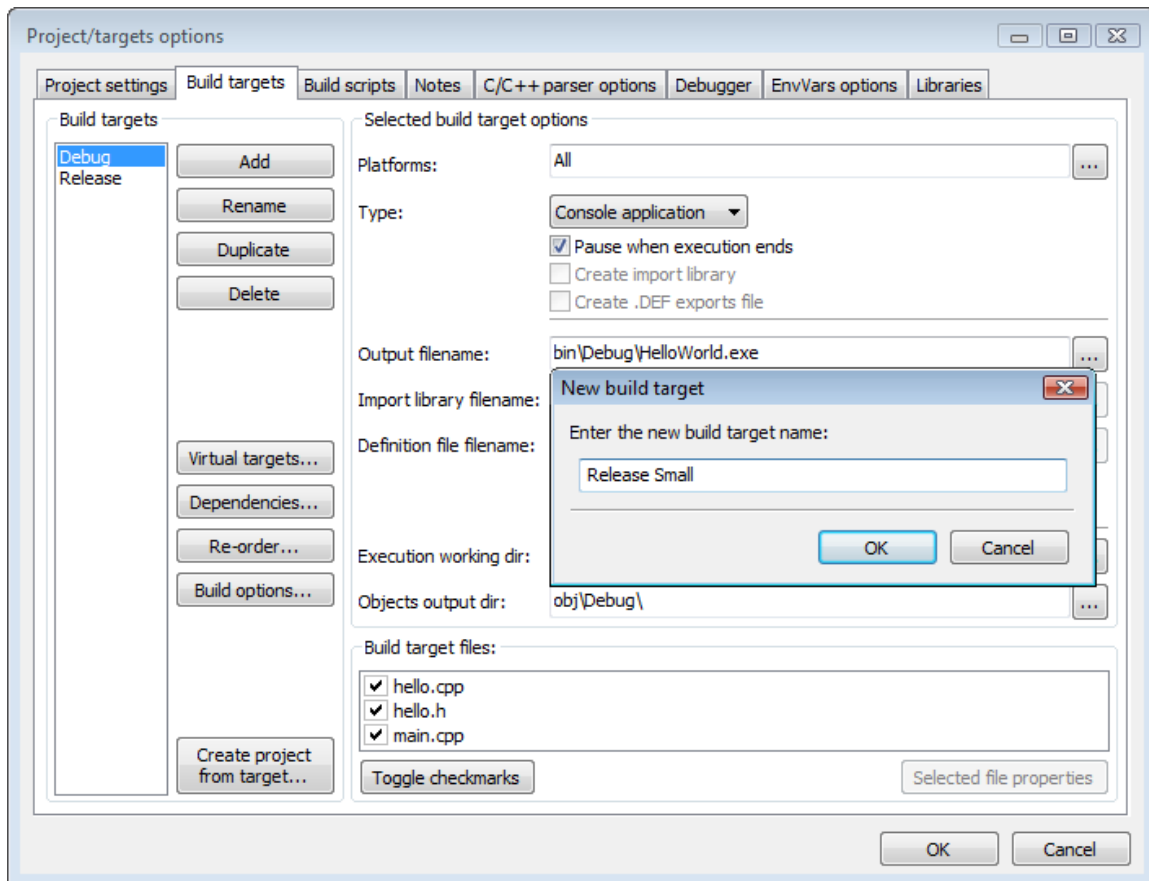 Project/targets options
Project settings Build targets Build scripts Notes C/C++ parser options Debugger EnvVars options Libraries
Build targets
Debug
Release
Add
Rename
Duplicate
Delete
Virtual targets...
Dependencies...
Re-order...
Build options...
Create project
from target...
Selected build target options
Platforms: All ...
Type: Console application
Pause when execution ends
Create import library
Create .DEF exports file
Output filename: bin\Debug\HelloWorld.exe ...
Import library filename:
Definition file filename:
New build target
Enter the new build target name:
Release Small
OK Cancel
Execution working dir:
Objects output dir: obj\Debug\ ...
Build target files:
hello.cpp
hello.h
main.cpp
Toggle checkmarks Selected file properties
OK Cancel